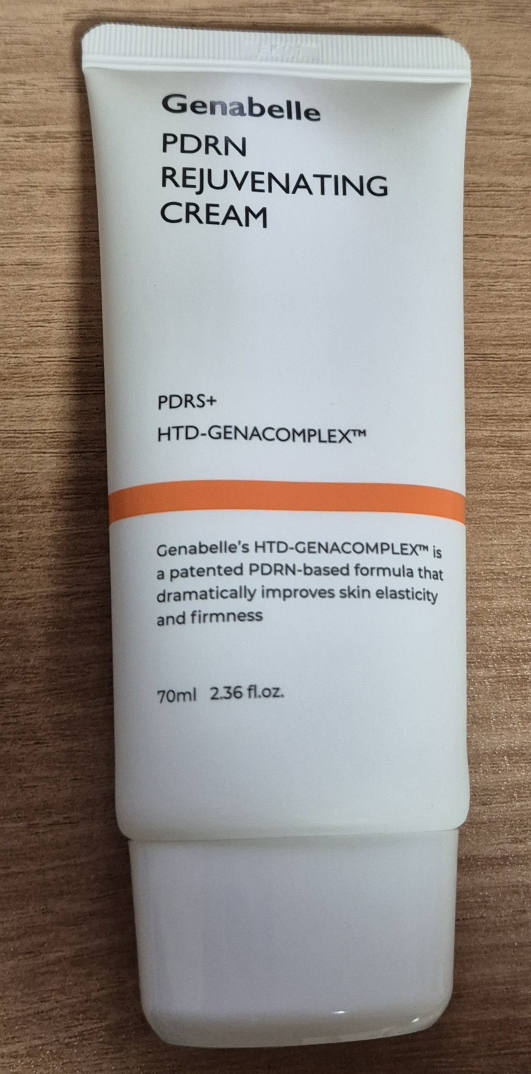 Genabelle
PDRN
REJUVENATING
CREAM
PDRS+
HTD-GENACOMPLEX™
Genabelle's HTD-GENACOMPLEX™ is
a patented PDRN-based formula that
dramatically improves skin elasticity
and firmness
70ml 2.36 fl.oz.